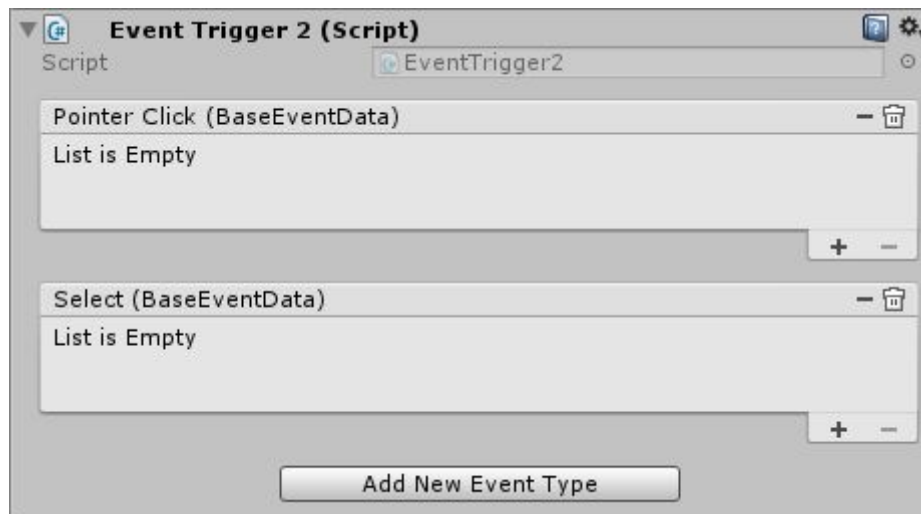 Event Trigger 2 (Script)
Script EventTrigger2
Pointer Click (BaseEventData)
List is Empty
Select (BaseEventData)
List is Empty
Add New Event Type